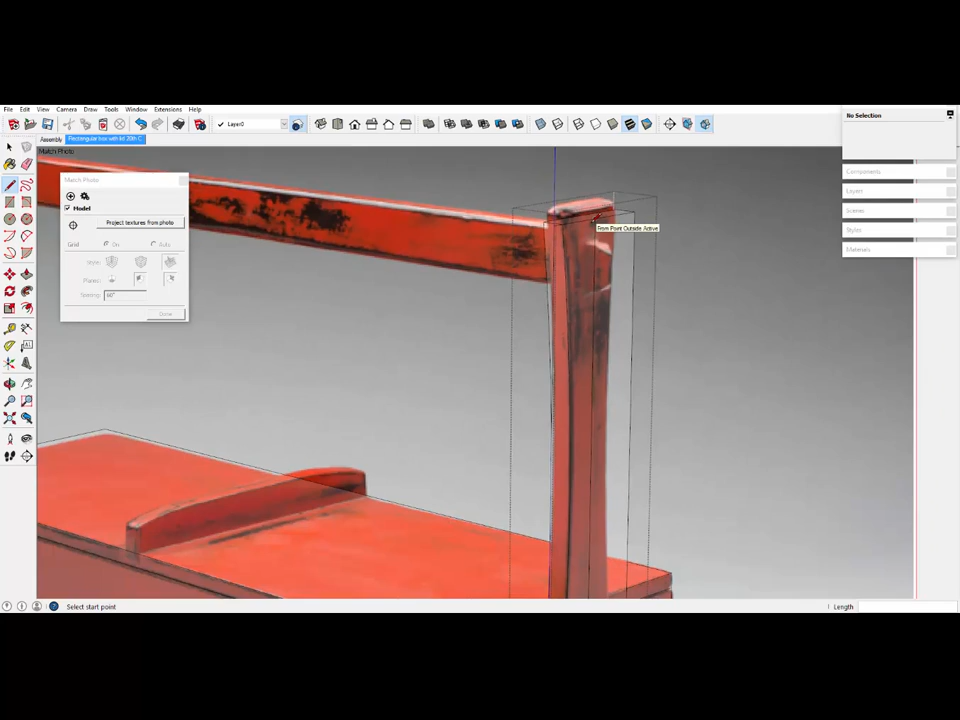 File Edit View Camera Draw Tools Window Extensions Help
Layer0
No Selection
Assembly Rectangular box with lid 20th C
Match Photo
Components
Match Photo
Layers
Model
Scenes
Project textures from photo
From Point Outside Active
Styles
Grid On Auto
Materials
Style:
Planes:
Spacing: 60"
Done
Select start point
Length